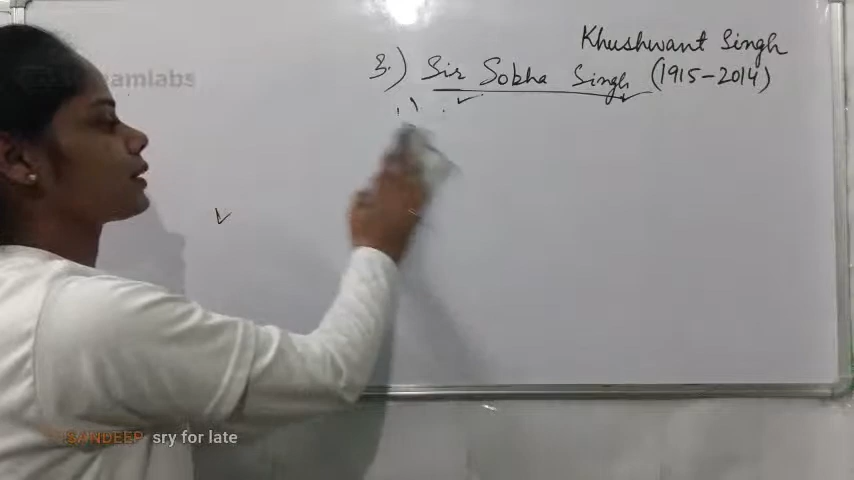 Khushwant Singh
3.) Sir Sobha Singh (1915-2014)
SANDEEP sry for late